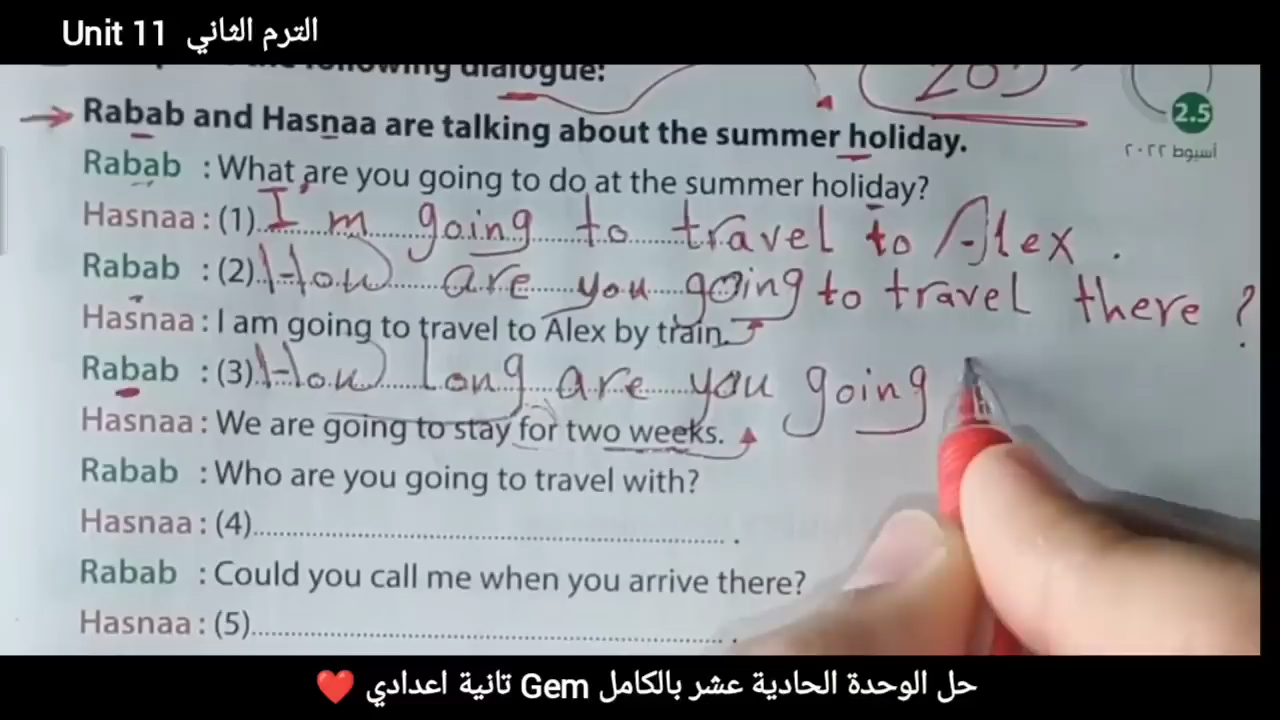 Unit 11 الترم الثاني
the following dialogue:
205
Rabab and Hasnaa are talking about the summer holiday.
2.5
أسيوط ٢٠٢٢
Rabab : What are you going to do at the summer holiday?
Hasnaa : (1) I'm going to travel to Alex .
Rabab : (2) How are you going to travel there ?
Hasnaa : I am going to travel to Alex by train.
Rabab : (3) How long are you going
Hasnaa : We are going to stay for two weeks.
Rabab : Who are you going to travel with?
Hasnaa : (4).................................................. .
Rabab : Could you call me when you arrive there?
Hasnaa : (5).................................................. .
حل الوحدة الحادية عشر بالكامل Gem تانية اعدادي ❤️